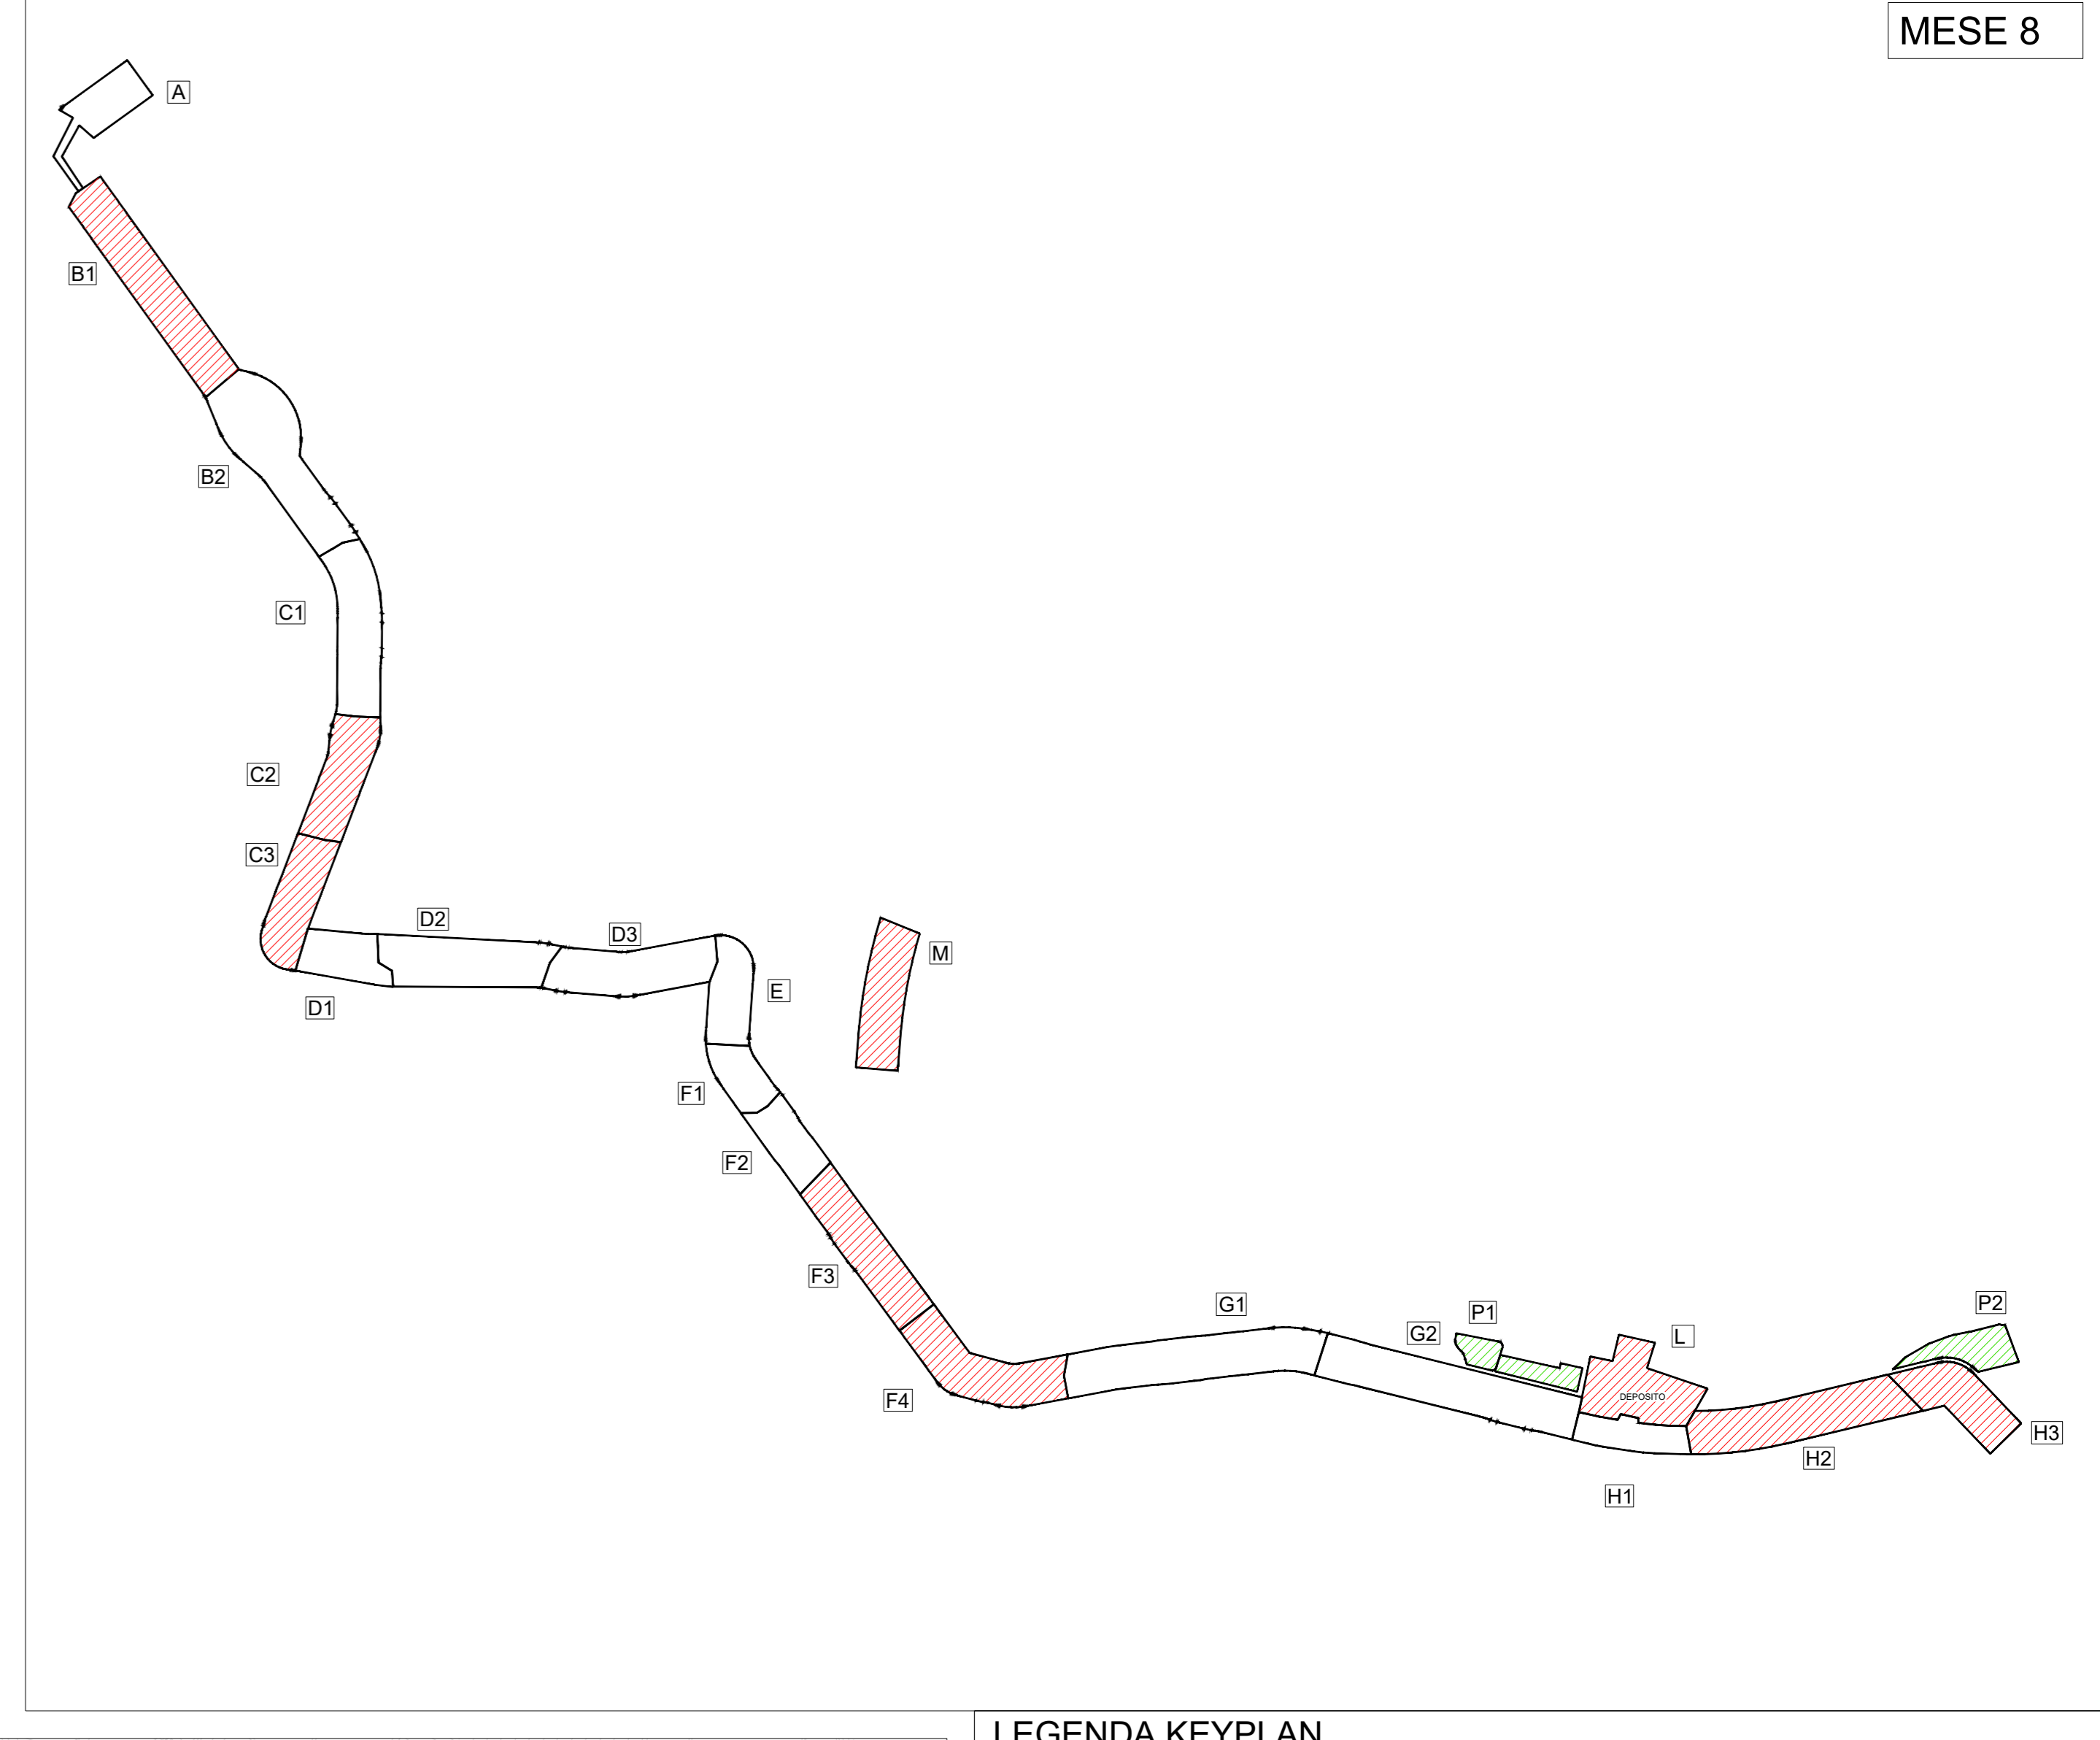 MESE 8
A
B1
B2
C1
C2
C3
D2
D3
M
E
D1
F1
F2
F3
G1
P1
P2
G2
L
DEPOSITO
F4
H3
H2
H1
LEGENDA KEYPLAN